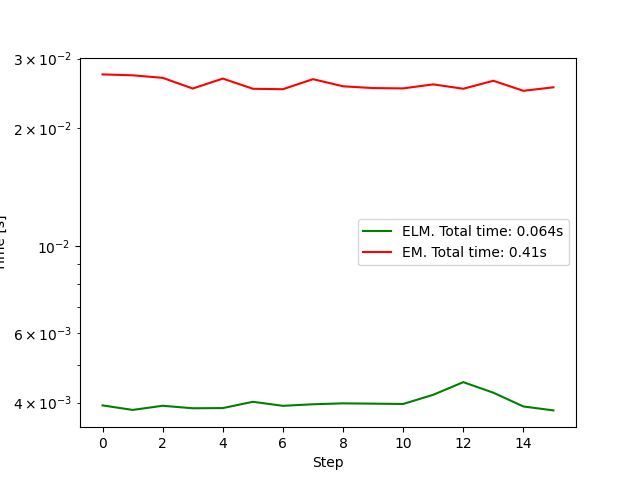 3 × 10⁻²
2 × 10⁻²
10⁻²
6 × 10⁻³
4 × 10⁻³
ELM. Total time: 0.064s
EM. Total time: 0.41s
0 2 4 6 8 10 12 14
Step